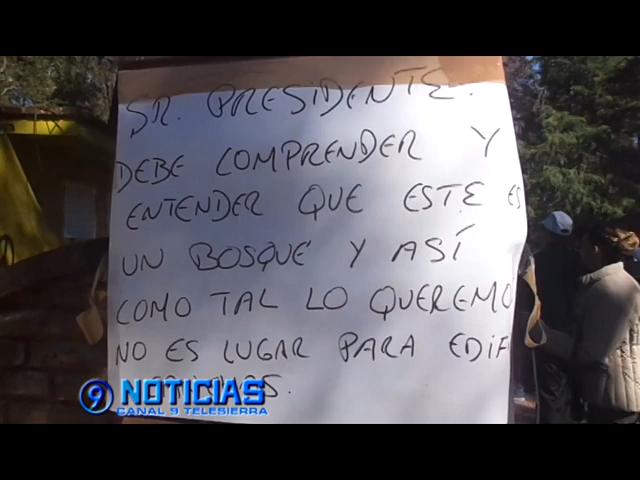 SR. PRESIDENTE.
DEBE COMPRENDER Y
ENTENDER QUE ESTE ES
UN BOSQUE Y ASÍ
COMO TAL LO QUEREMO
NO ES LUGAR PARA EDIF
9 NOTICIAS
CANAL 9 TELESIERRA